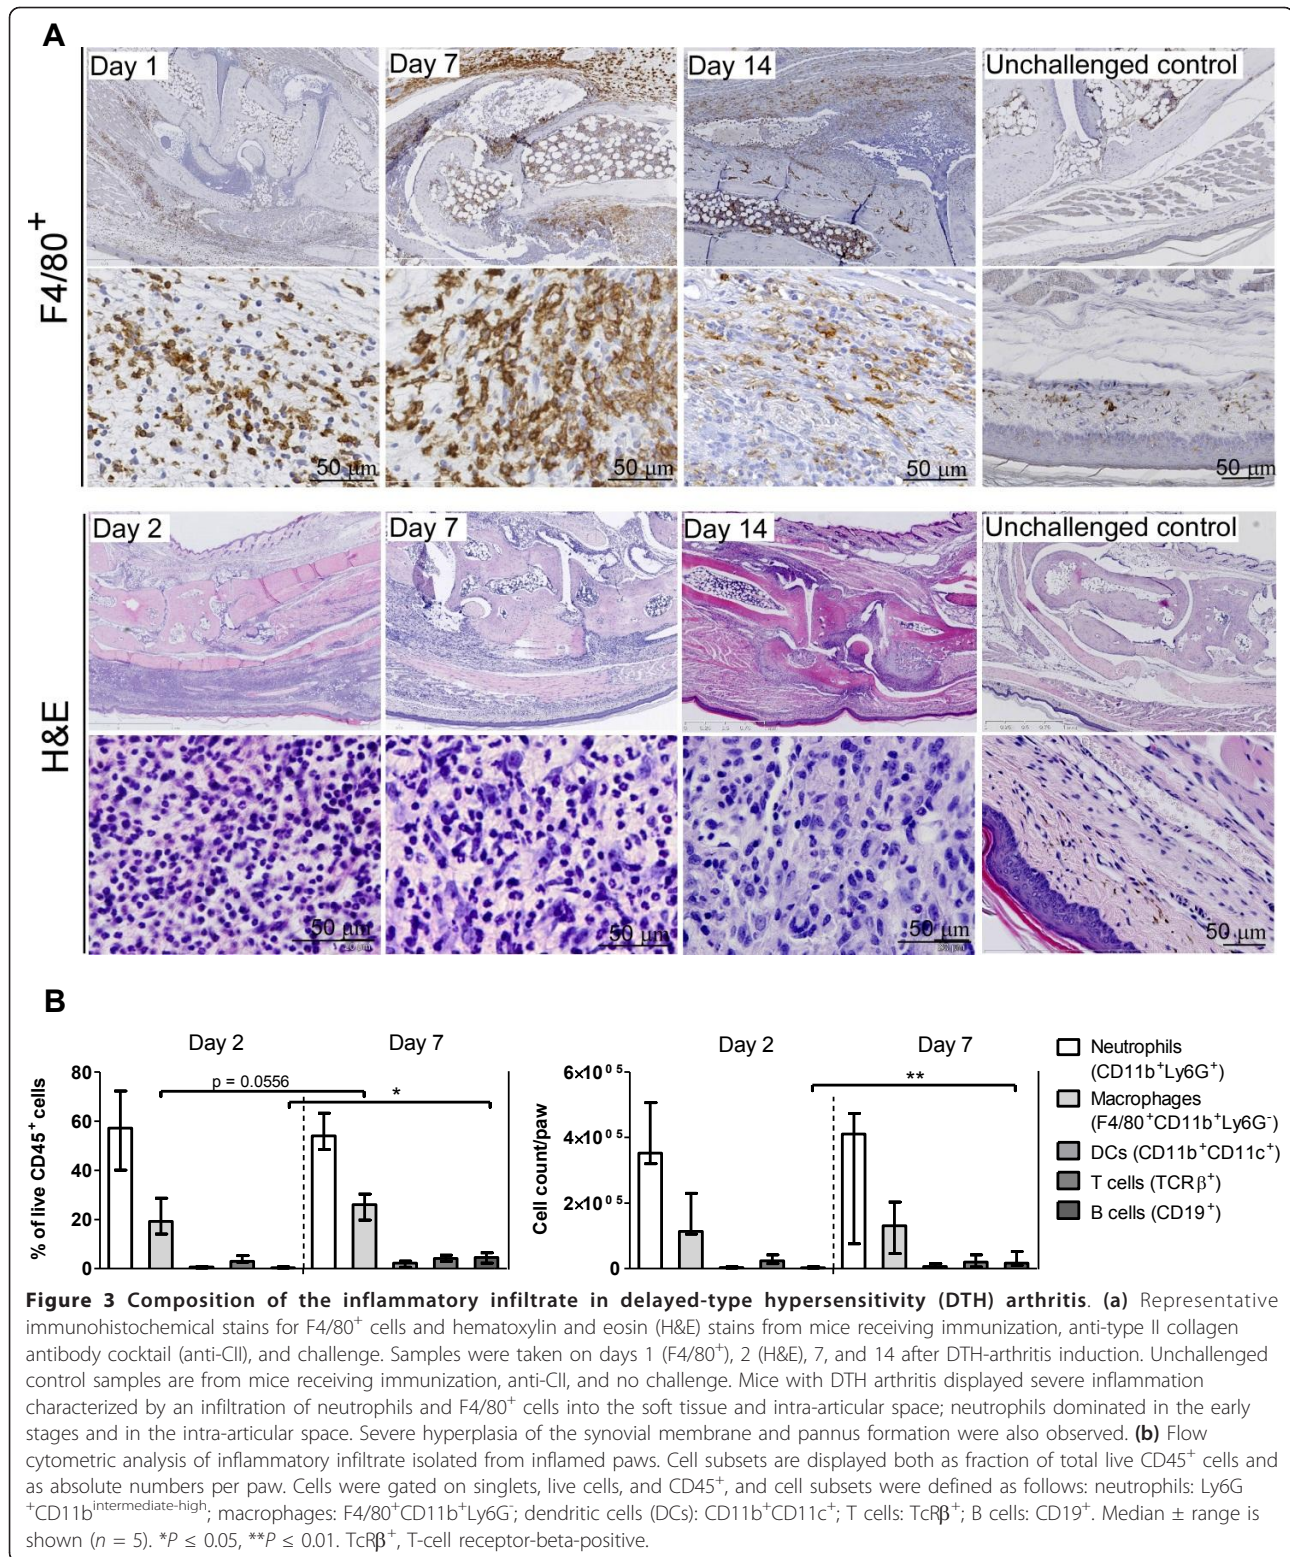 A
Day 1
Day 7
Day 14
Unchallenged control
F4/80⁺
50 µm
50 µm
50 µm
50 µm
Day 2
Day 7
Day 14
Unchallenged control
H&E
50 µm
50 µm
50 µm
50 µm
B
Day 2
Day 7
% of live CD45⁺ cells
80
60
40
20
0
p = 0.0556
*
Day 2
Day 7
Cell count/paw
6×10⁰⁵
4×10⁰⁵
2×10⁰⁵
0
**
Neutrophils
(CD11b⁺Ly6G⁺)
Macrophages
(F4/80⁺CD11b⁺Ly6G⁻)
DCs (CD11b⁺CD11c⁺)
T cells (TCRβ⁺)
B cells (CD19⁺)
Figure 3 Composition of the inflammatory infiltrate in delayed-type hypersensitivity (DTH) arthritis. (a) Representative
immunohistochemical stains for F4/80⁺ cells and hematoxylin and eosin (H&E) stains from mice receiving immunization, anti-type II collagen
antibody cocktail (anti-CII), and challenge. Samples were taken on days 1 (F4/80⁺), 2 (H&E), 7, and 14 after DTH-arthritis induction. Unchallenged
control samples are from mice receiving immunization, anti-CII, and no challenge. Mice with DTH arthritis displayed severe inflammation
characterized by an infiltration of neutrophils and F4/80⁺ cells into the soft tissue and intra-articular space; neutrophils dominated in the early
stages and in the intra-articular space. Severe hyperplasia of the synovial membrane and pannus formation were also observed. (b) Flow
cytometric analysis of inflammatory infiltrate isolated from inflamed paws. Cell subsets are displayed both as fraction of total live CD45⁺ cells and
as absolute numbers per paw. Cells were gated on singlets, live cells, and CD45⁺, and cell subsets were defined as follows: neutrophils: Ly6G
⁺CD11b^intermediate-high; macrophages: F4/80⁺CD11b⁺Ly6G⁻; dendritic cells (DCs): CD11b⁺CD11c⁺; T cells: TcRβ⁺; B cells: CD19⁺. Median ± range is
shown (n = 5). *P ≤ 0.05, **P ≤ 0.01. TcRβ⁺, T-cell receptor-beta-positive.